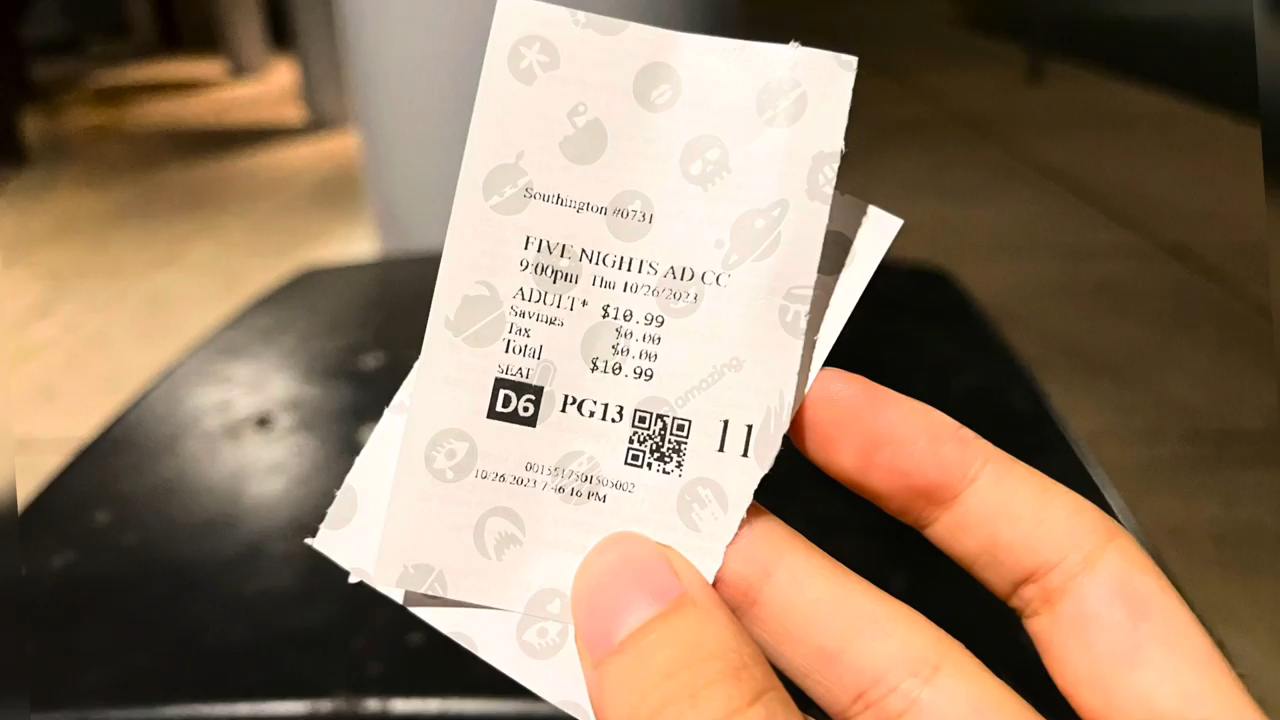 Southington #0731
FIVE NIGHTS AD CC
9:00pm Thu 10/26/2023
ADULT* $10.99
Savings $0.00
Tax $0.00
Total $10.99
SEAT
D6 PG13 11
amazing.
0015517501505002
10/26/2023 7:46:16 PM